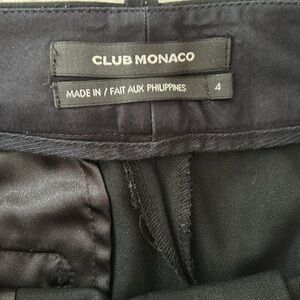 CLUB MONACO
MADE IN / FAIT AUX PHILIPPINES 4